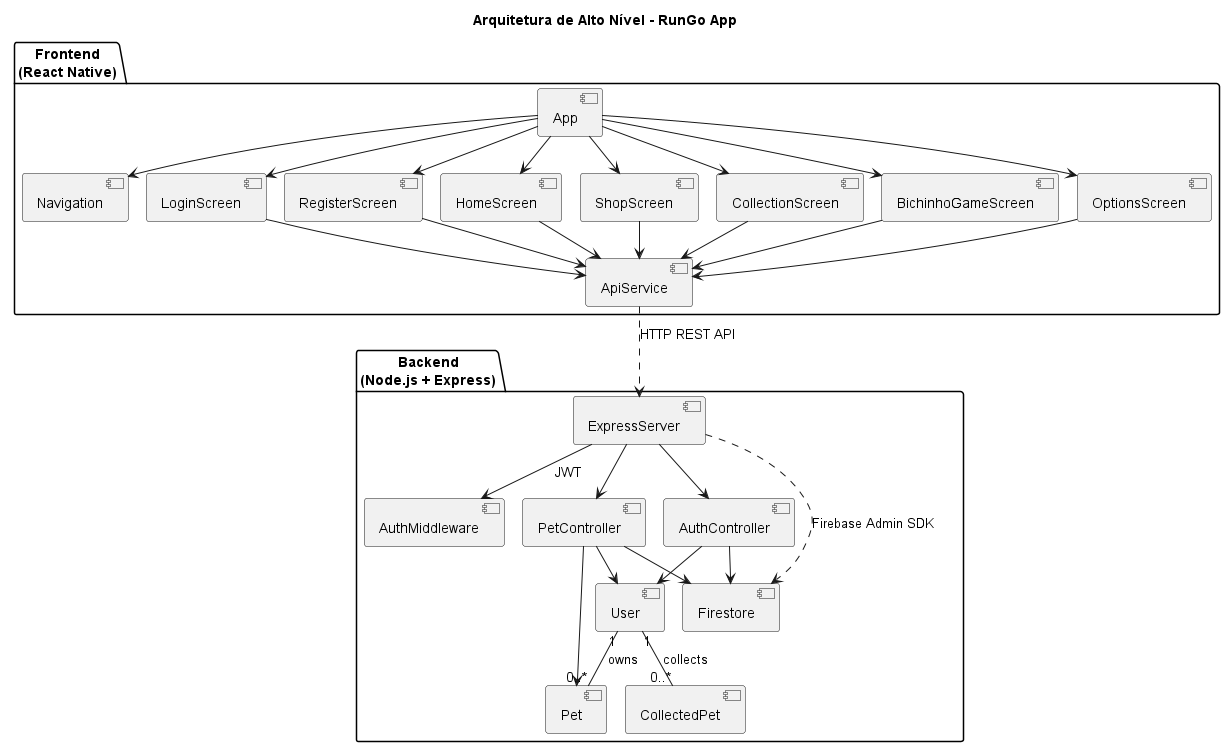 Arquitetura de Alto Nível - RunGo App
Frontend
(React Native)
App
Navigation
LoginScreen
RegisterScreen
HomeScreen
ShopScreen
CollectionScreen
BichinhoGameScreen
OptionsScreen
ApiService
HTTP REST API
Backend
(Node.js + Express)
ExpressServer
JWT
AuthMiddleware
PetController
AuthController
Firebase Admin SDK
User
Firestore
1
1
owns
collects
0..*
0..*
Pet
CollectedPet